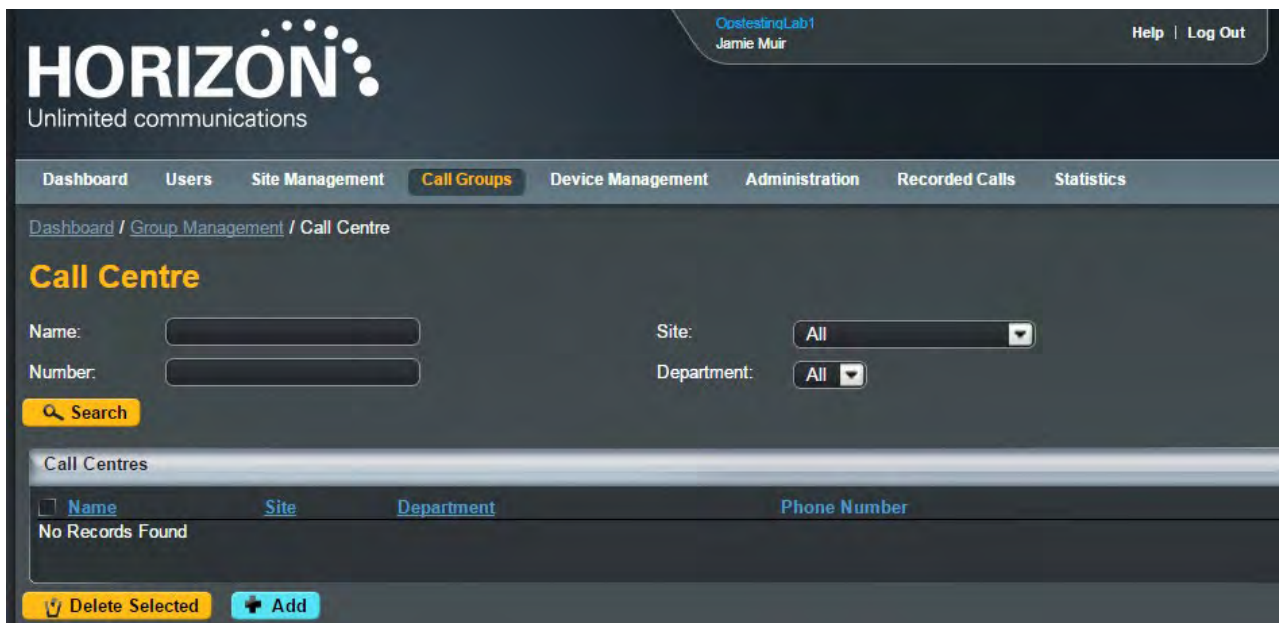 OpstestingLab1
Jamie Muir
Help | Log Out
HORIZON
Unlimited communications
Dashboard Users Site Management Call Groups Device Management Administration Recorded Calls Statistics
Dashboard / Group Management / Call Centre
Call Centre
Name: Site: All
Number: Department: All
Search
Call Centres
Name Site Department Phone Number
No Records Found
Delete Selected Add